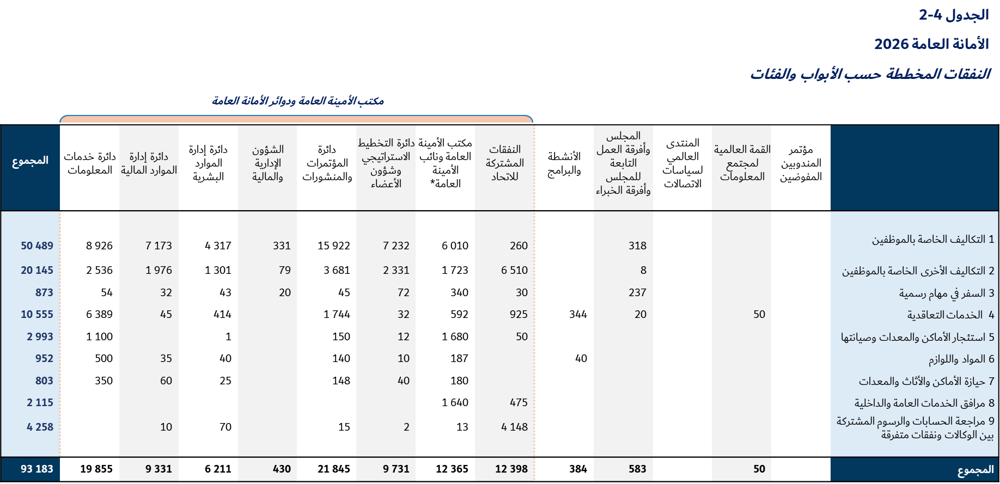 الجدول 4-2
الأمانة العامة 2026
النفقات المخططة حسب الأبواب والفئات
مكتب الأمينة العامة ودوائر الأمانة العامة
مؤتمر
المندوبين
المفوضين
القمة العالمية
لمجتمع
المعلومات
المنتدى
العالمي
لسياسات
الاتصالات
المجلس
وأفرقة العمل
التابعة
للمجلس
وأفرقة الخبراء
الأنشطة
والبرامج
النفقات
المشتركة
للاتحاد
مكتب الأمينة
العامة ونائب
الأمينة
العامة*
دائرة التخطيط
الاستراتيجي
وشؤون
الأعضاء
دائرة
المؤتمرات
والمنشورات
الشؤون
الإدارية
والمالية
دائرة إدارة
الموارد
البشرية
دائرة إدارة
الموارد المالية
دائرة خدمات
المعلومات
المجموع
1 التكاليف الخاصة بالموظفين 318 260 6 010 7 232 15 922 331 4 317 7 173 8 926 50 489
2 التكاليف الأخرى الخاصة بالموظفين 8 6 510 1 723 2 331 3 681 79 1 301 1 976 2 536 20 145
3 السفر في مهام رسمية 237 30 340 72 45 20 43 32 54 873
4 الخدمات التعاقدية 50 20 344 925 592 32 1 744 414 45 6 389 10 555
5 استئجار الأماكن والمعدات وصيانتها 50 1 680 12 150 1 1 100 2 993
6 المواد واللوازم 40 187 10 140 40 35 500 952
7 حيازة الأماكن والأثاث والمعدات 180 40 148 25 60 350 803
8 مرافق الخدمات العامة والداخلية 475 1 640 2 115
9 مراجعة الحسابات والرسوم المشتركة
بين الوكالات ونفقات متفرقة 4 148 13 2 15 70 10 4 258
المجموع 50 583 384 12 398 12 365 9 731 21 845 430 6 211 9 331 19 855 93 183